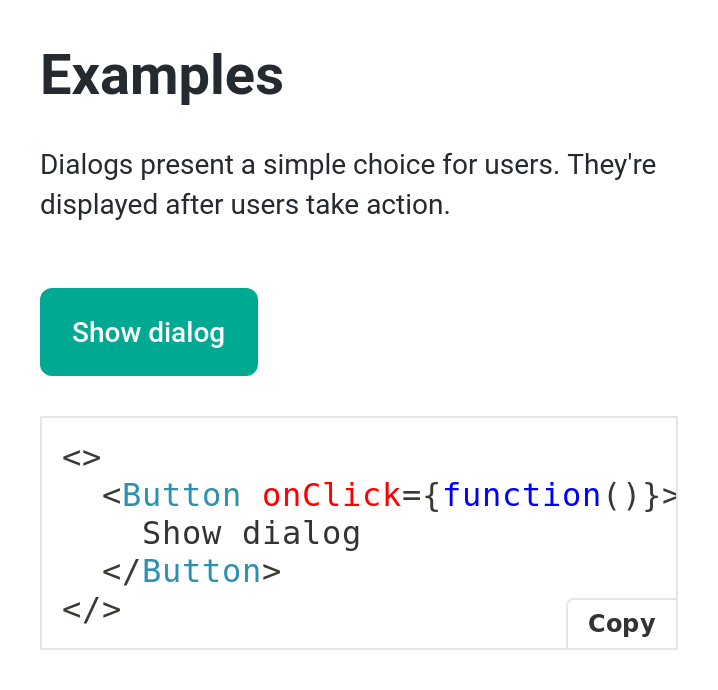 Examples
Dialogs present a simple choice for users. They're
displayed after users take action.
Show dialog
<>
  <Button onClick={function()}>
    Show dialog
  </Button>
</>
Copy